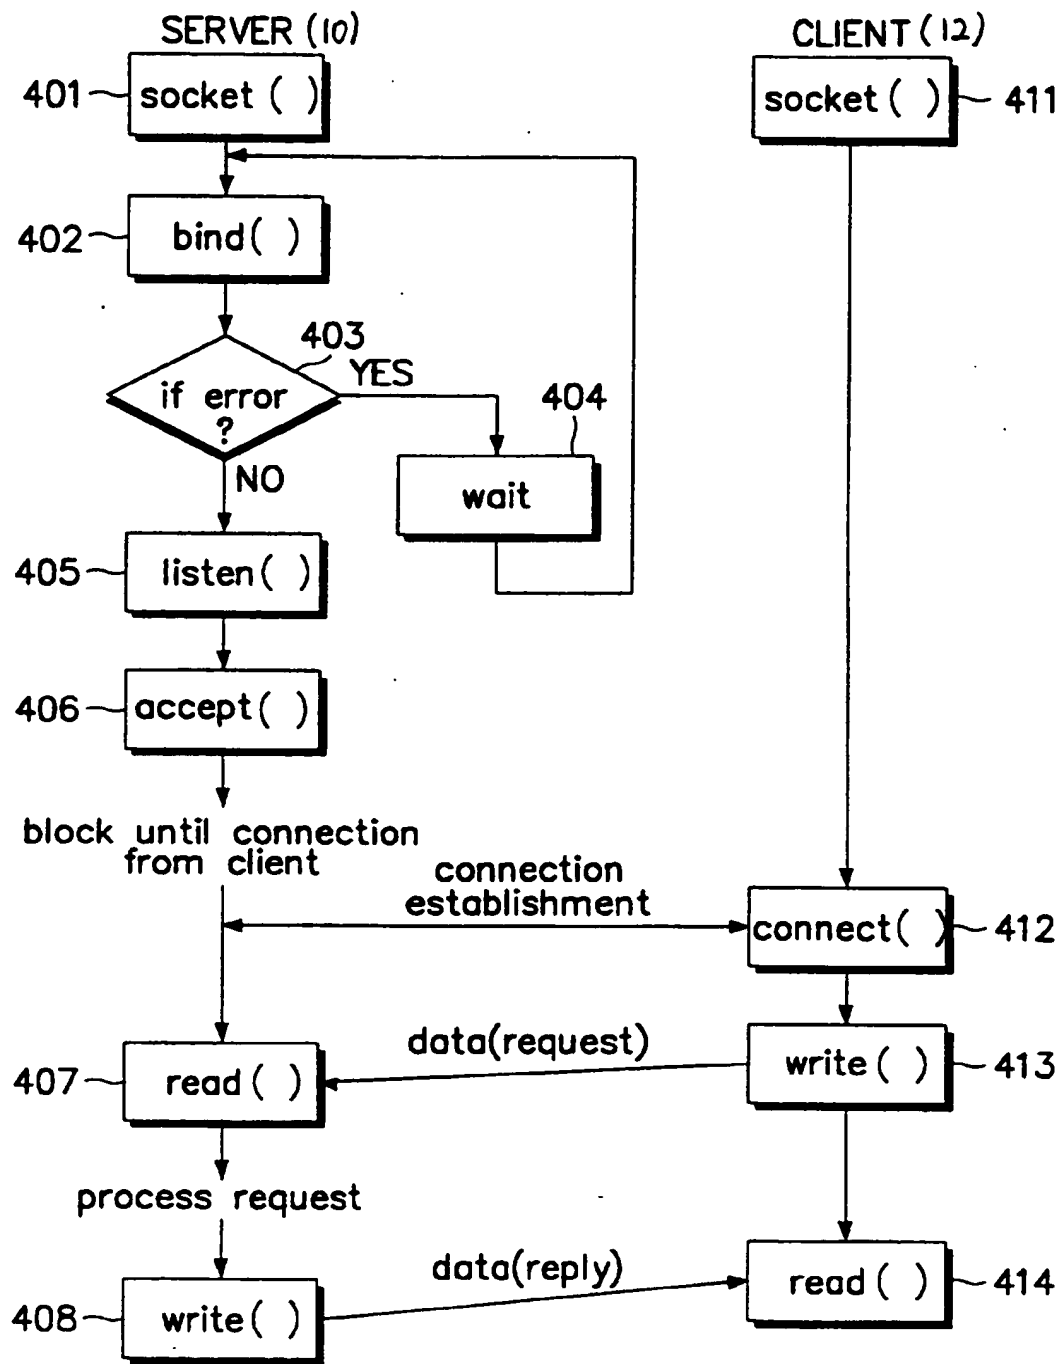 SERVER (10)
CLIENT (12)
401
socket ( )
socket ( )
411
402
bind ( )
403
if error
?
YES
404
NO
wait
405
listen ( )
406
accept ( )
block until connection
from client
connection
establishment
connect ( )
412
data(request)
write ( )
413
407
read ( )
process request
data(reply)
read ( )
414
408
write ( )